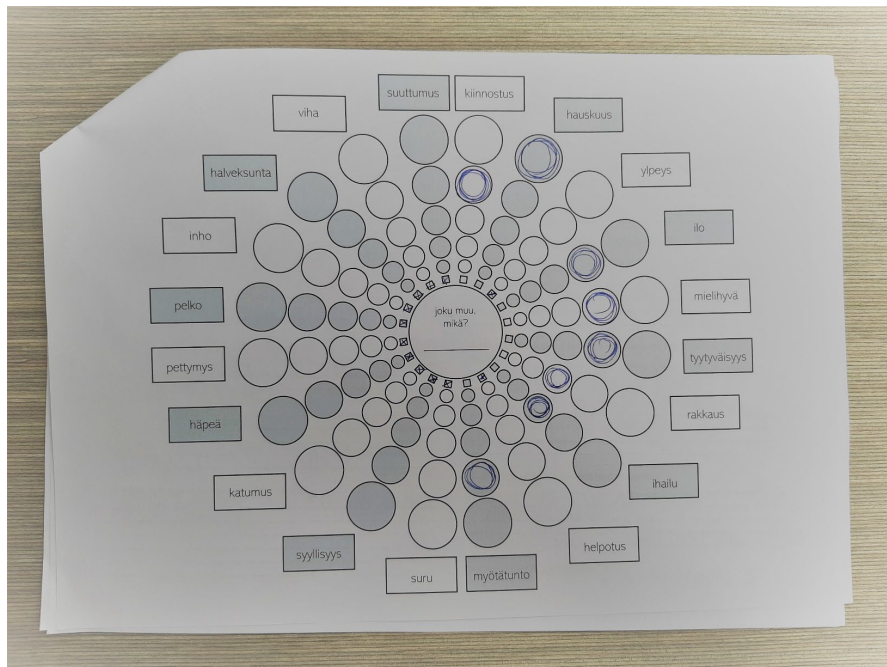 suuttumus
kiinnostus
hauskuus
ylpeys
ilo
mielihyvä
tyytyväisyys
rakkaus
ihailu
helpotus
myötätunto
suru
syyllisyys
katumus
häpeä
pettymys
pelko
inho
halveksunta
viha
joku muu,
mikä?